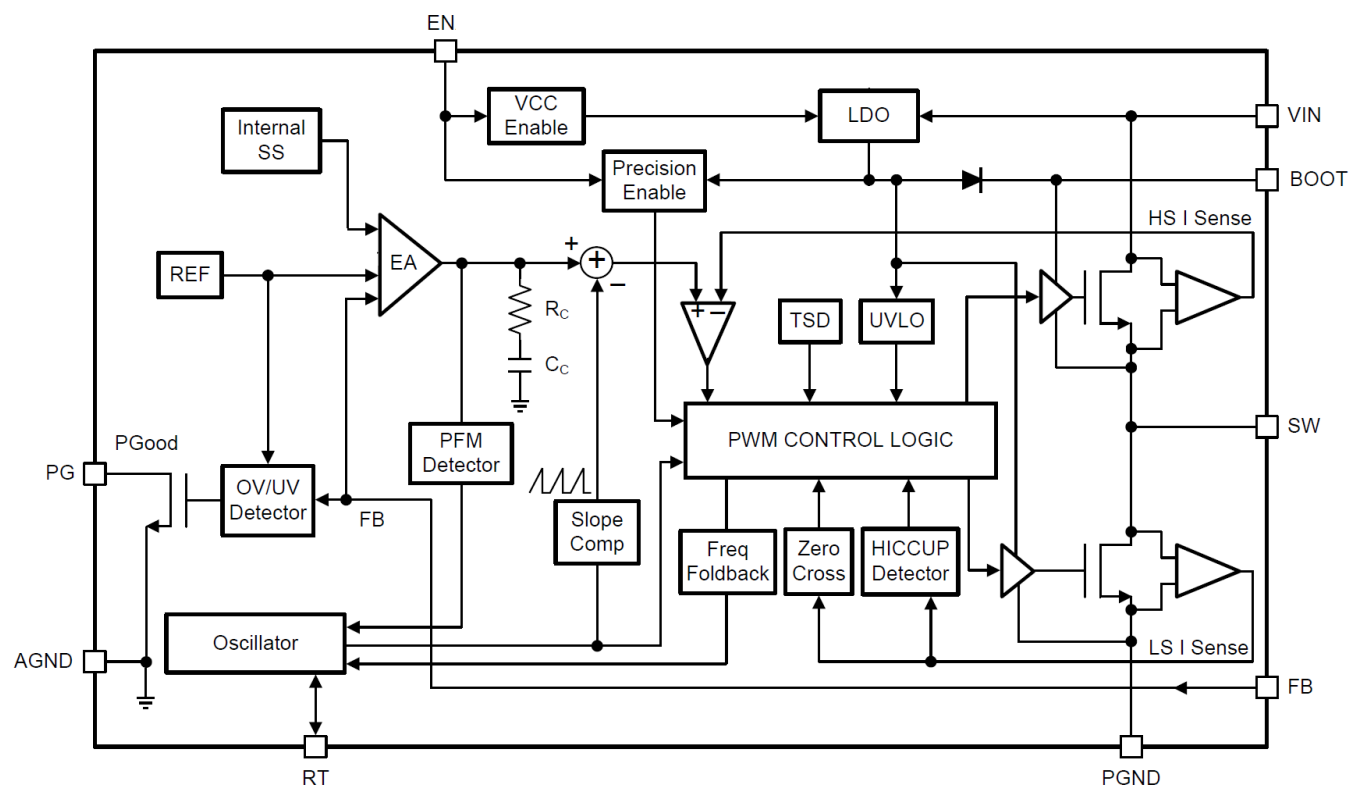 EN
VCC
Enable
LDO
VIN
Internal
SS
Precision
Enable
BOOT
HS I Sense
+
EA
+
REF
−
+ −
TSD
UVLO
RC
CC
PWM CONTROL LOGIC
SW
PGood
PFM
Detector
PG
OV/UV
Detector
FB
Slope
Comp
Freq
Foldback
Zero
Cross
HICCUP
Detector
Oscillator
LS I Sense
AGND
FB
RT
PGND